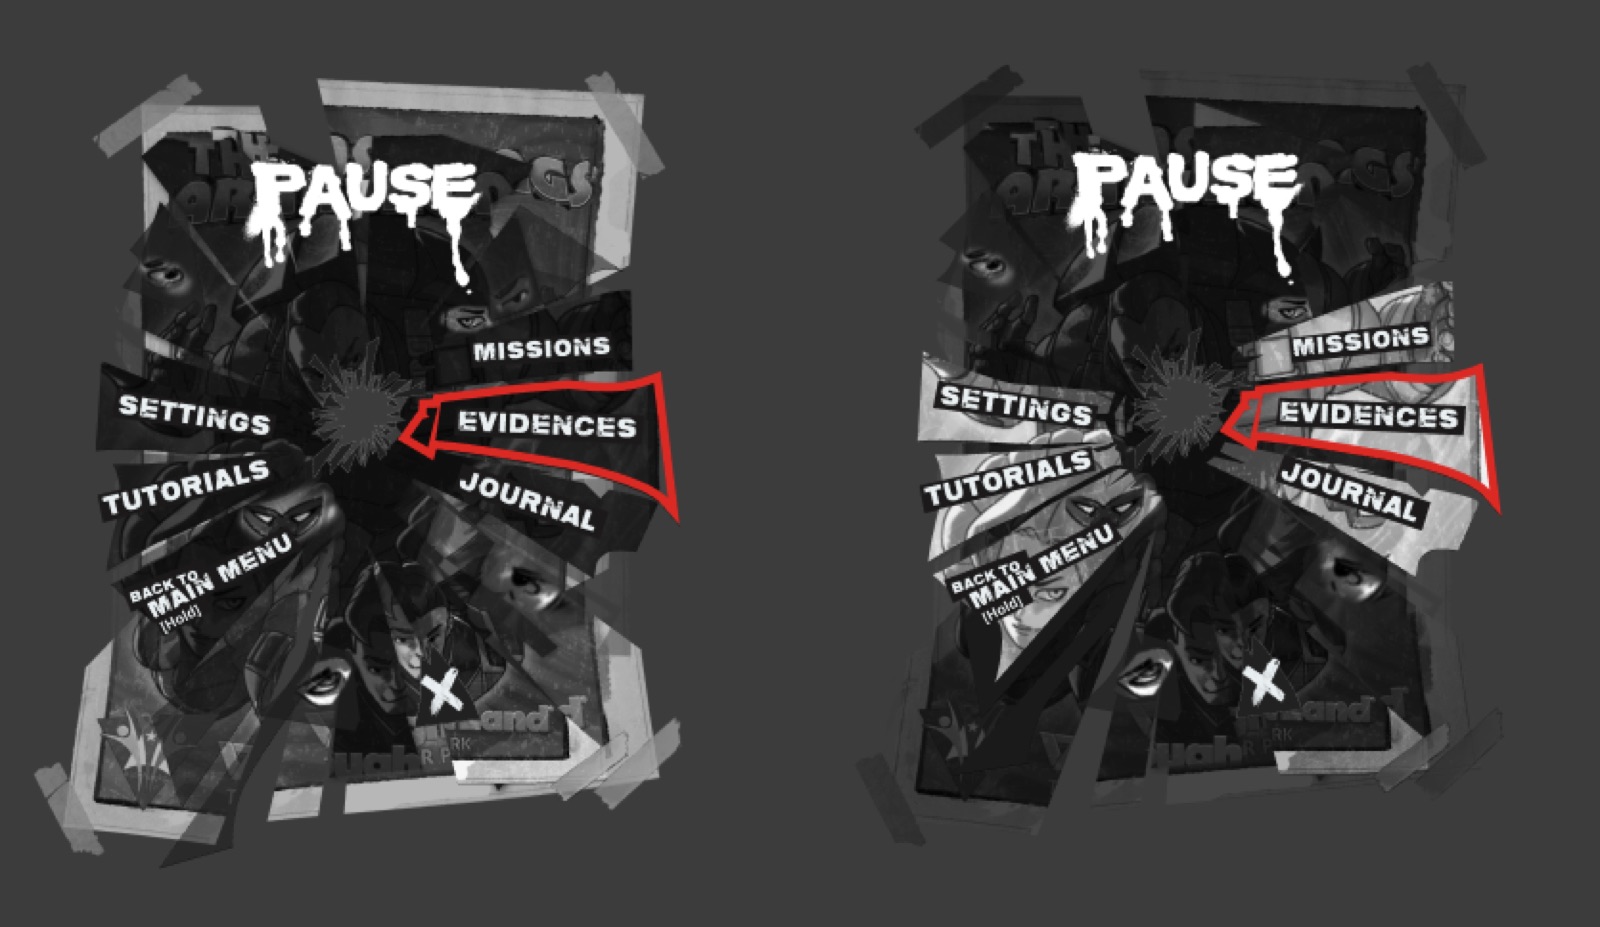 PAUSE
MISSIONS
SETTINGS
EVIDENCES
TUTORIALS
JOURNAL
BACK TO
MAIN MENU
[Hold]
X
PAUSE
MISSIONS
SETTINGS
EVIDENCES
TUTORIALS
JOURNAL
BACK TO
MAIN MENU
[Hold]
X